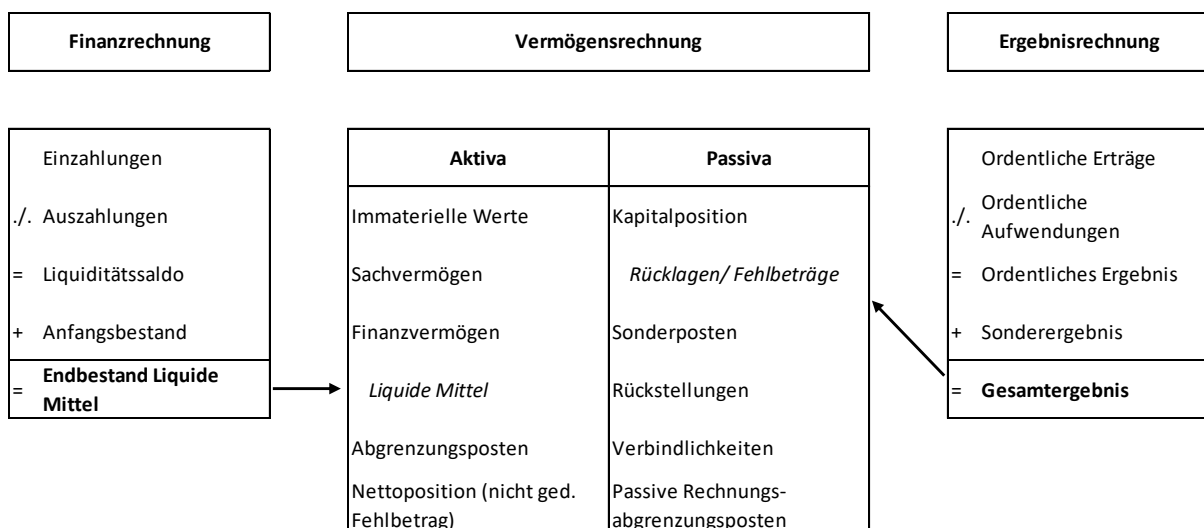 Finanzrechnung
Vermögensrechnung
Ergebnisrechnung
Einzahlungen
./. Auszahlungen
= Liquiditätssaldo
+ Anfangsbestand
= Endbestand Liquide
Mittel
Aktiva
Immaterielle Werte
Sachvermögen
Finanzvermögen
Liquide Mittel
Abgrenzungsposten
Nettoposition (nicht ged.
Fehlbetrag)
Passiva
Kapitalposition
Rücklagen/ Fehlbeträge
Sonderposten
Rückstellungen
Verbindlichkeiten
Passive Rechnungs-
abgrenzungsposten
Ordentliche Erträge
./. Ordentliche
Aufwendungen
= Ordentliches Ergebnis
+ Sonderergebnis
= Gesamtergebnis